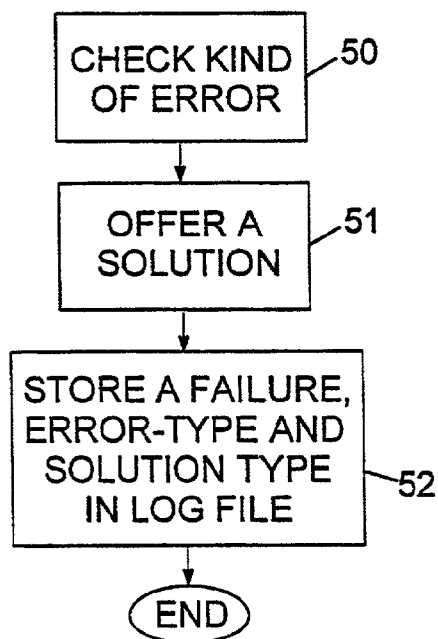 CHECK KIND
OF ERROR
50
OFFER A
SOLUTION
51
STORE A FAILURE,
ERROR-TYPE AND
SOLUTION TYPE
IN LOG FILE
52
END